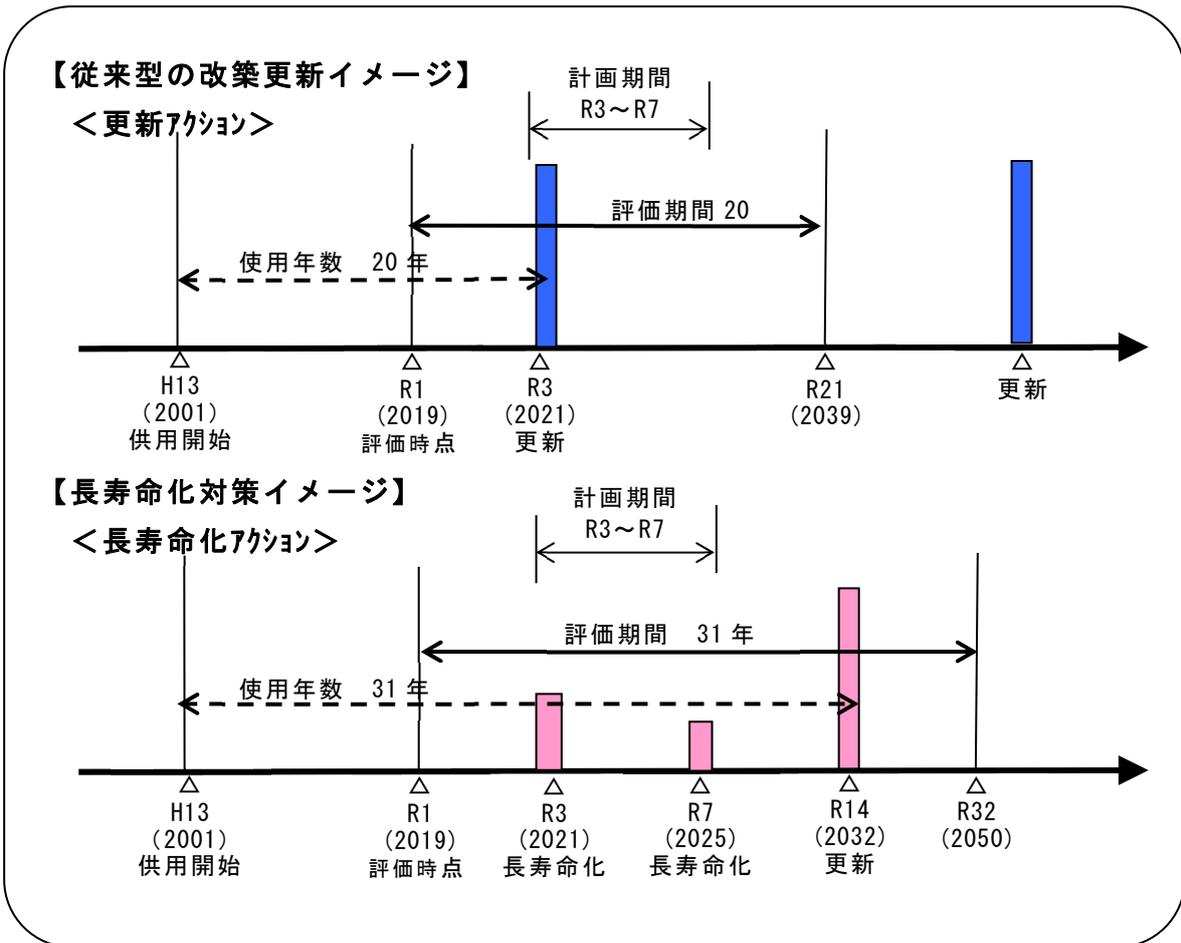 【従来型の改築更新イメージ】
＜更新ｱｸｼｮﾝ＞
計画期間
R3～R7
評価期間 20
使用年数　20 年
H13
（2001）
供用開始
R1
（2019）
評価時点
R3
（2021）
更新
R21
（2039）
更新
【長寿命化対策イメージ】
＜長寿命化ｱｸｼｮﾝ＞
計画期間
R3～R7
評価期間　31 年
使用年数　31 年
H13
（2001）
供用開始
R1
（2019）
評価時点
R3
（2021）
長寿命化
R7
（2025）
長寿命化
R14
（2032）
更新
R32
（2050）